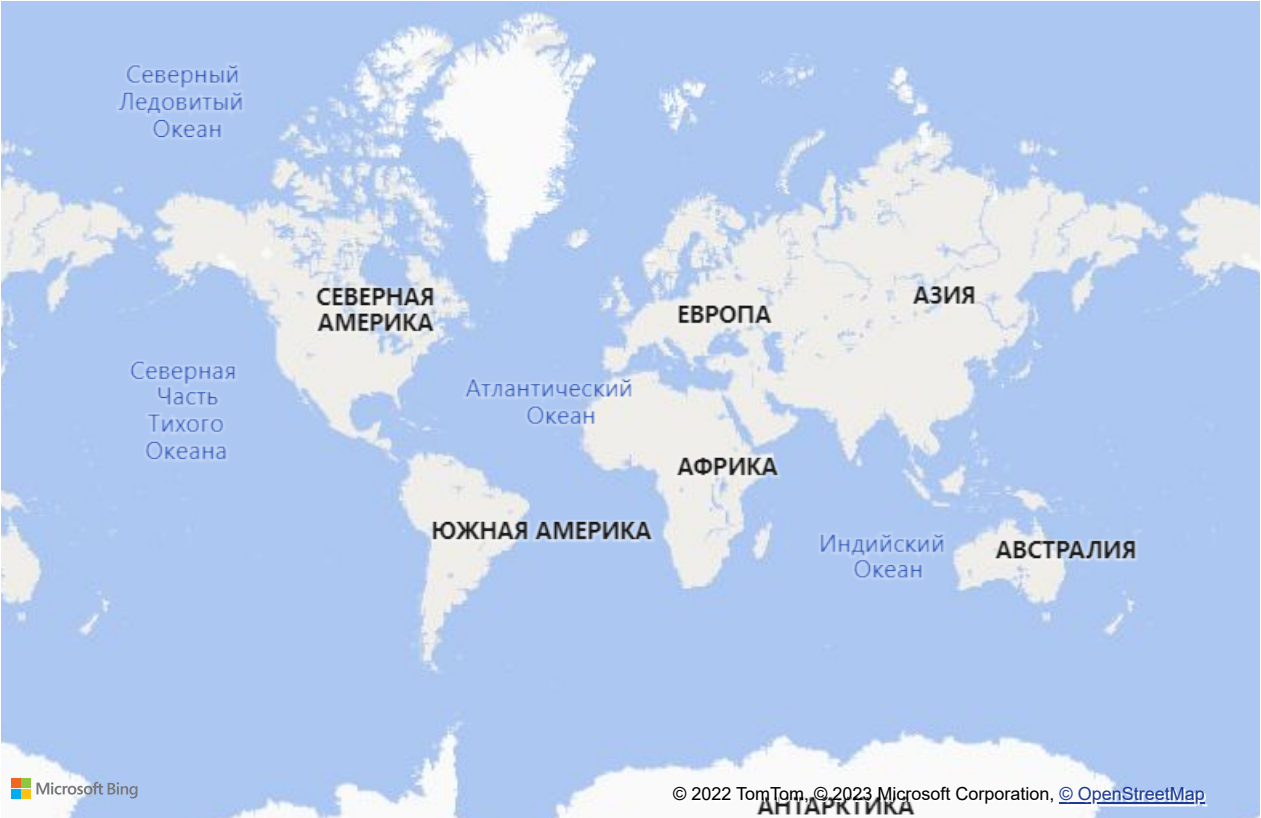 Северный
Ледовитый
Океан
СЕВЕРНАЯ
АМЕРИКА
ЕВРОПА
АЗИЯ
Северная
Часть
Тихого
Океана
Атлантический
Океан
АФРИКА
ЮЖНАЯ АМЕРИКА
Индийский
Океан
АВСТРАЛИЯ
Microsoft Bing
© 2022 TomTom, © 2023 Microsoft Corporation, © OpenStreetMap
АНТАРКТИКА